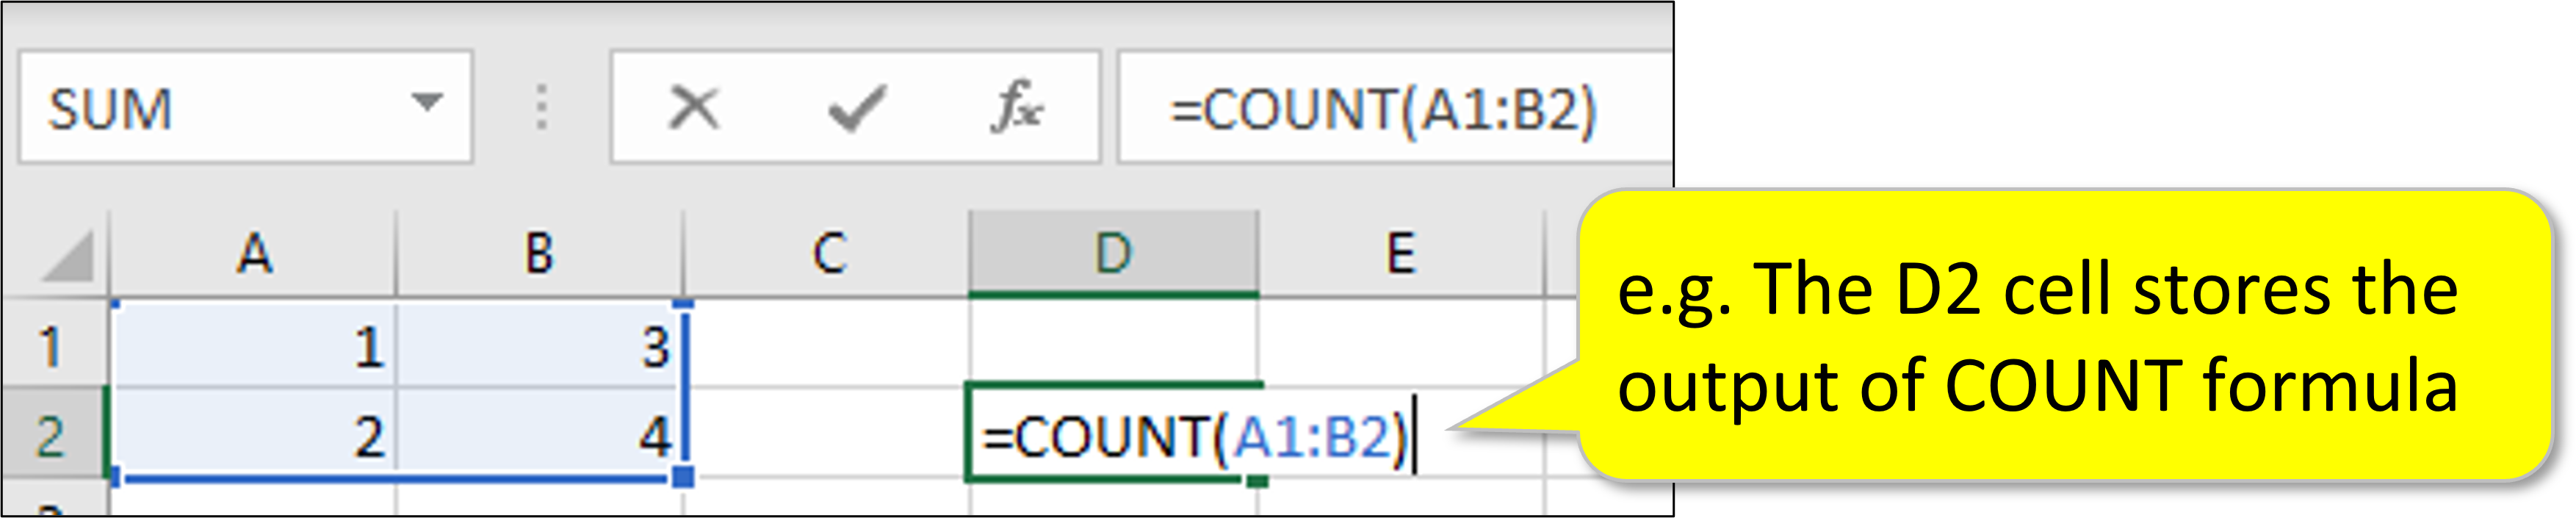 SUM fx =COUNT(A1:B2)
A B C D E
1 1 3
2 2 4 =COUNT(A1:B2)
e.g. The D2 cell stores the
output of COUNT formula